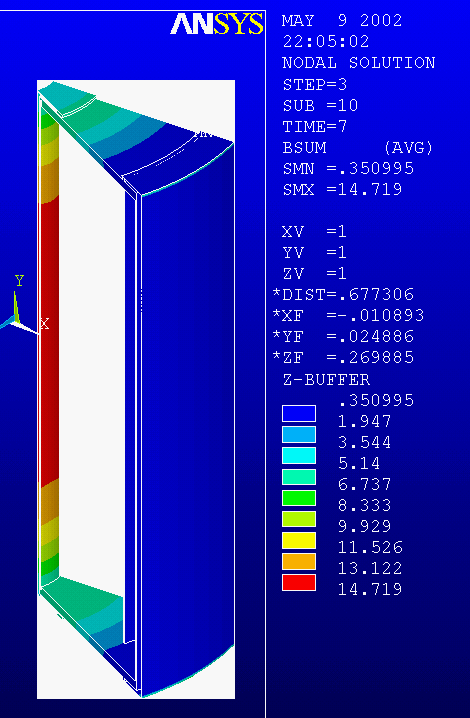 ANSYS
MAY  9 2002
22:05:02
NODAL SOLUTION
STEP=3
SUB =10
TIME=7
BSUM     (AVG)
SMN =.350995
SMX =14.719
XV  =1
YV  =1
ZV  =1
*DIST=.677306
*XF  =-.010893
*YF  =.024886
*ZF  =.269885
Z-BUFFER
.350995
1.947
3.544
5.14
6.737
8.333
9.929
11.526
13.122
14.719
Y
X